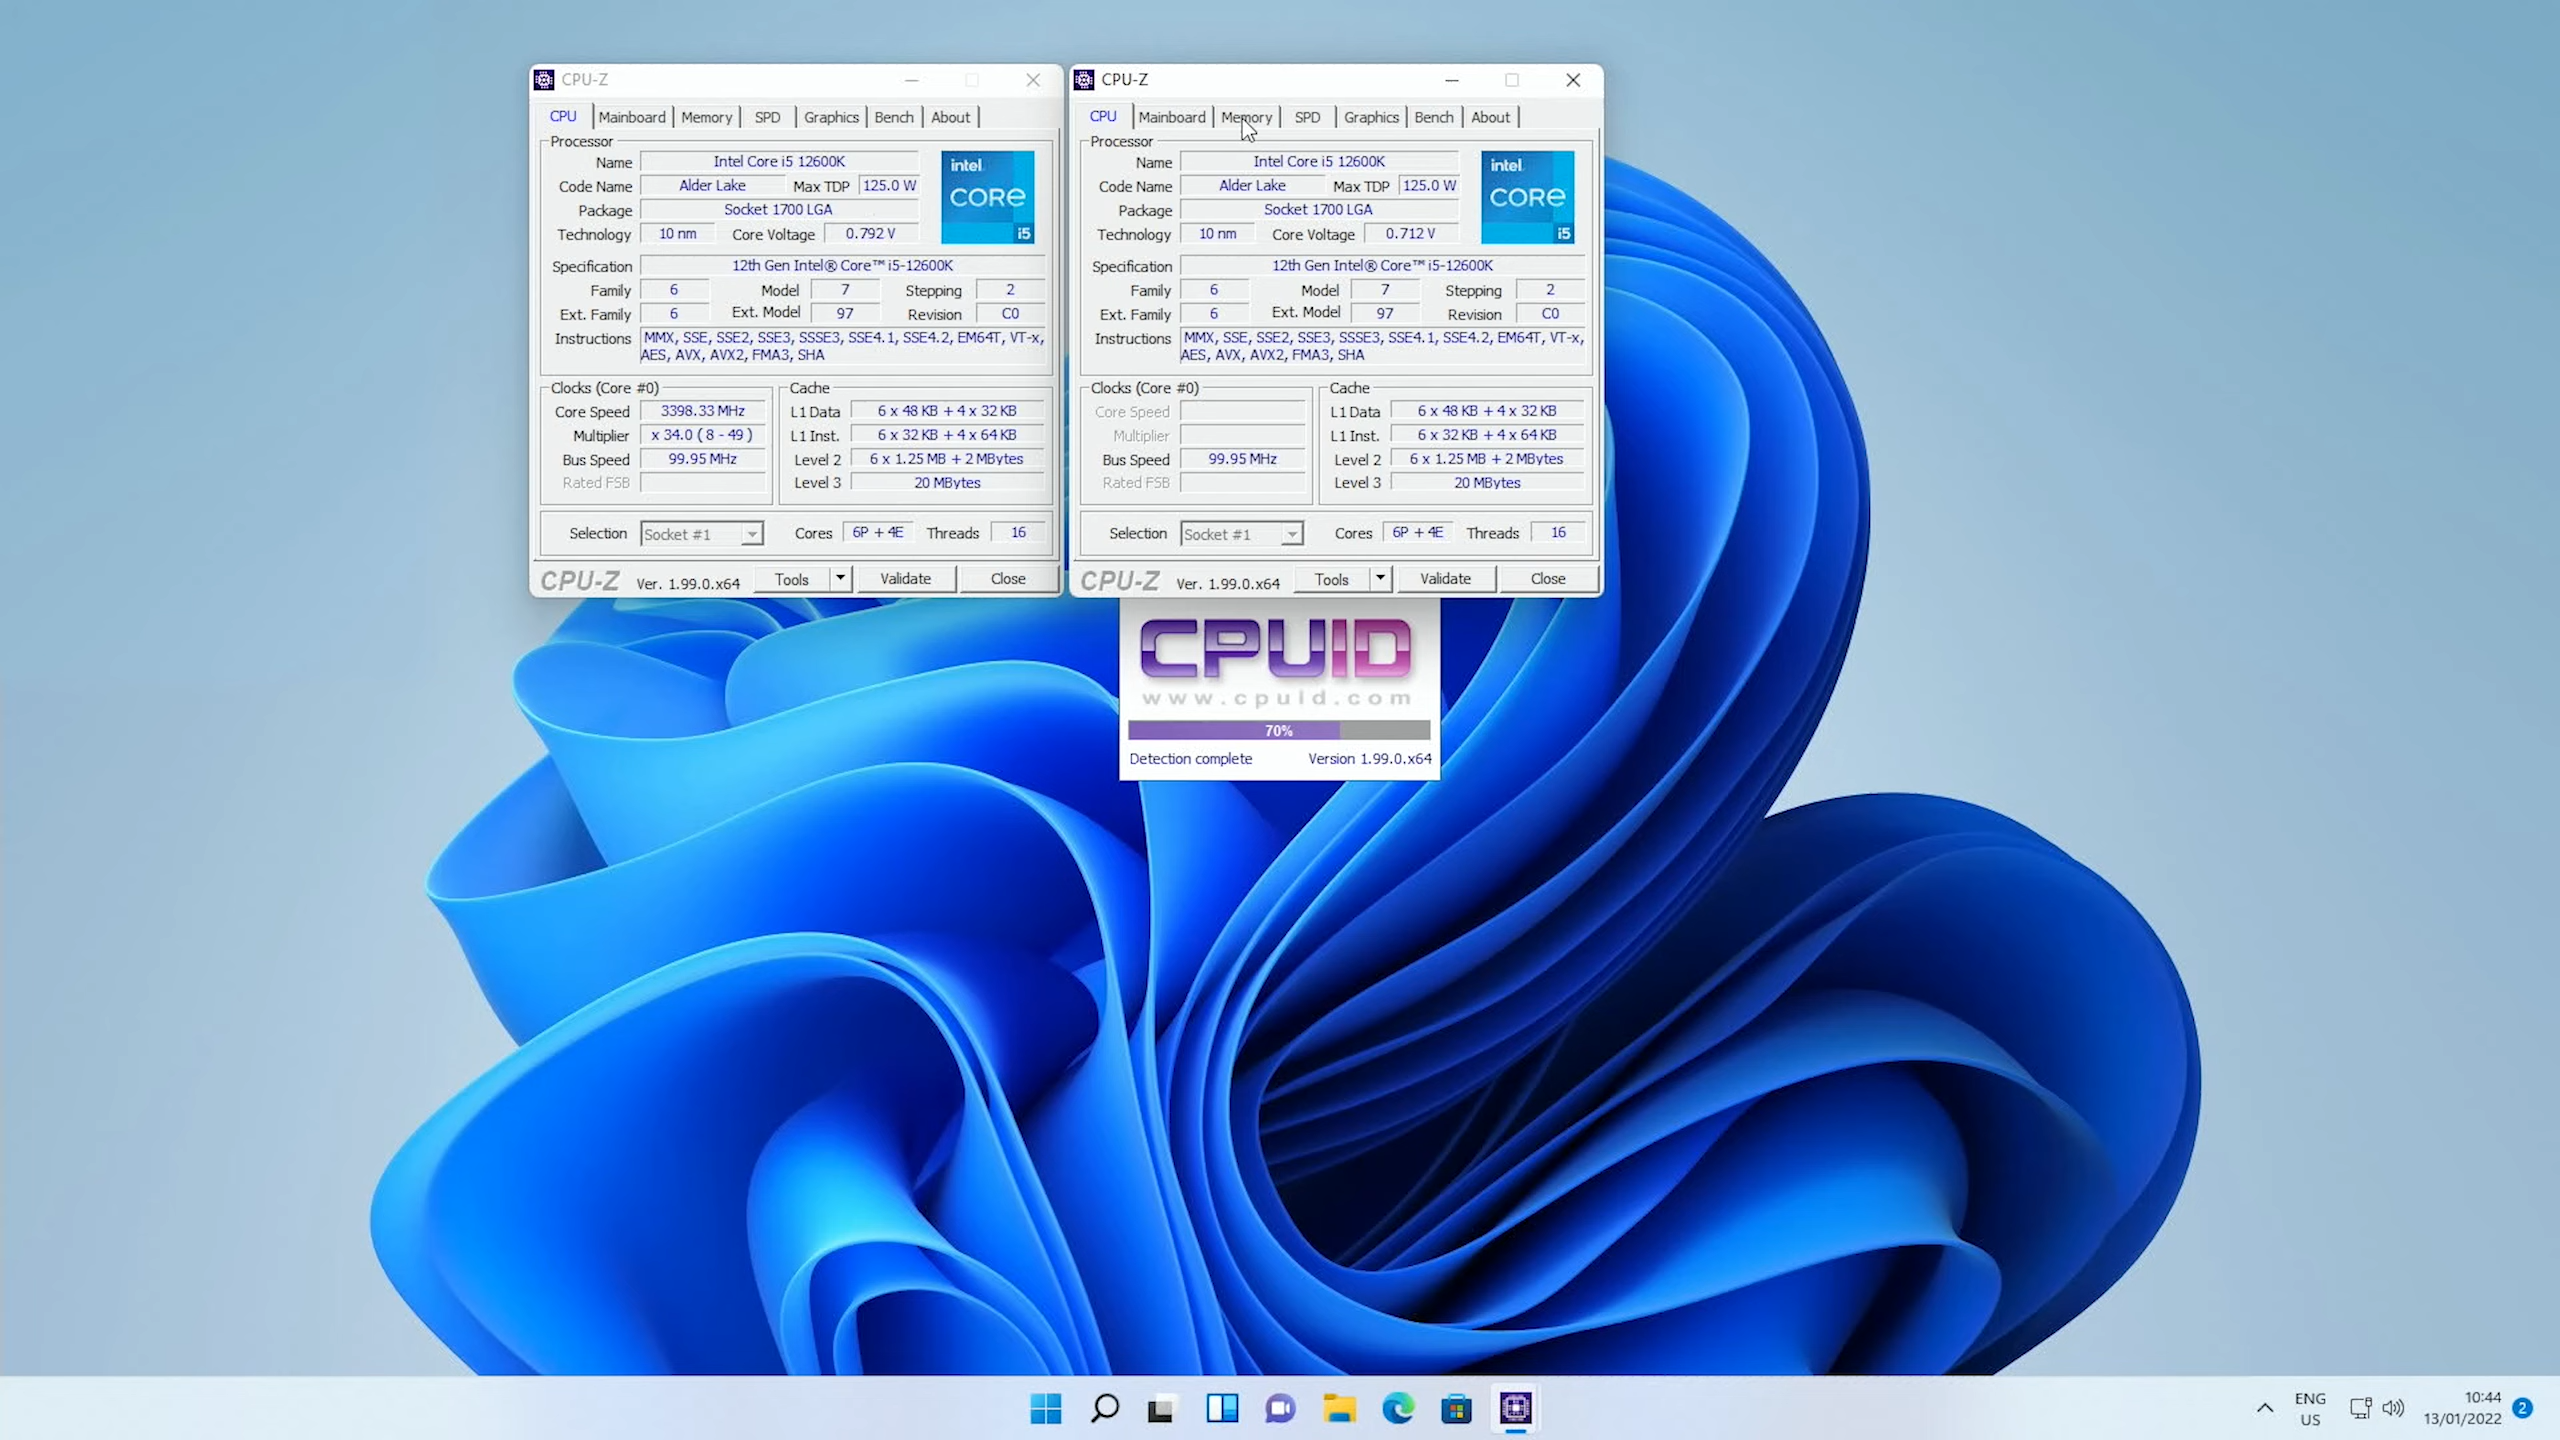 CPU-Z
CPU Mainboard Memory SPD Graphics Bench About
Processor
Name Intel Core i5 12600K
Code Name Alder Lake Max TDP 125.0 W
Package Socket 1700 LGA
Technology 10 nm Core Voltage 0.792 V
intel
CORE
i5
Specification 12th Gen Intel® Core™ i5-12600K
Family 6 Model 7 Stepping 2
Ext. Family 6 Ext. Model 97 Revision C0
Instructions MMX, SSE, SSE2, SSE3, SSSE3, SSE4.1, SSE4.2, EM64T, VT-x,
AES, AVX, AVX2, FMA3, SHA
Clocks (Core #0)
Core Speed 3398.33 MHz
Multiplier x 34.0 ( 8 - 49 )
Bus Speed 99.95 MHz
Rated FSB
Cache
L1 Data 6 x 48 KB + 4 x 32 KB
L1 Inst. 6 x 32 KB + 4 x 64 KB
Level 2 6 x 1.25 MB + 2 MBytes
Level 3 20 MBytes
Selection Socket #1 Cores 6P + 4E Threads 16
CPU-Z Ver. 1.99.0.x64 Tools Validate Close
CPU-Z
CPU Mainboard Memory SPD Graphics Bench About
Processor
Name Intel Core i5 12600K
Code Name Alder Lake Max TDP 125.0 W
Package Socket 1700 LGA
Technology 10 nm Core Voltage 0.712 V
intel
CORE
i5
Specification 12th Gen Intel® Core™ i5-12600K
Family 6 Model 7 Stepping 2
Ext. Family 6 Ext. Model 97 Revision C0
Instructions MMX, SSE, SSE2, SSE3, SSSE3, SSE4.1, SSE4.2, EM64T, VT-x,
AES, AVX, AVX2, FMA3, SHA
Clocks (Core #0)
Core Speed
Multiplier
Bus Speed 99.95 MHz
Rated FSB
Cache
L1 Data 6 x 48 KB + 4 x 32 KB
L1 Inst. 6 x 32 KB + 4 x 64 KB
Level 2 6 x 1.25 MB + 2 MBytes
Level 3 20 MBytes
Selection Socket #1 Cores 6P + 4E Threads 16
CPU-Z Ver. 1.99.0.x64 Tools Validate Close
CPUID
www.cpuid.com
70%
Detection complete Version 1.99.0.x64
ENG
US
10:44
13/01/2022
2